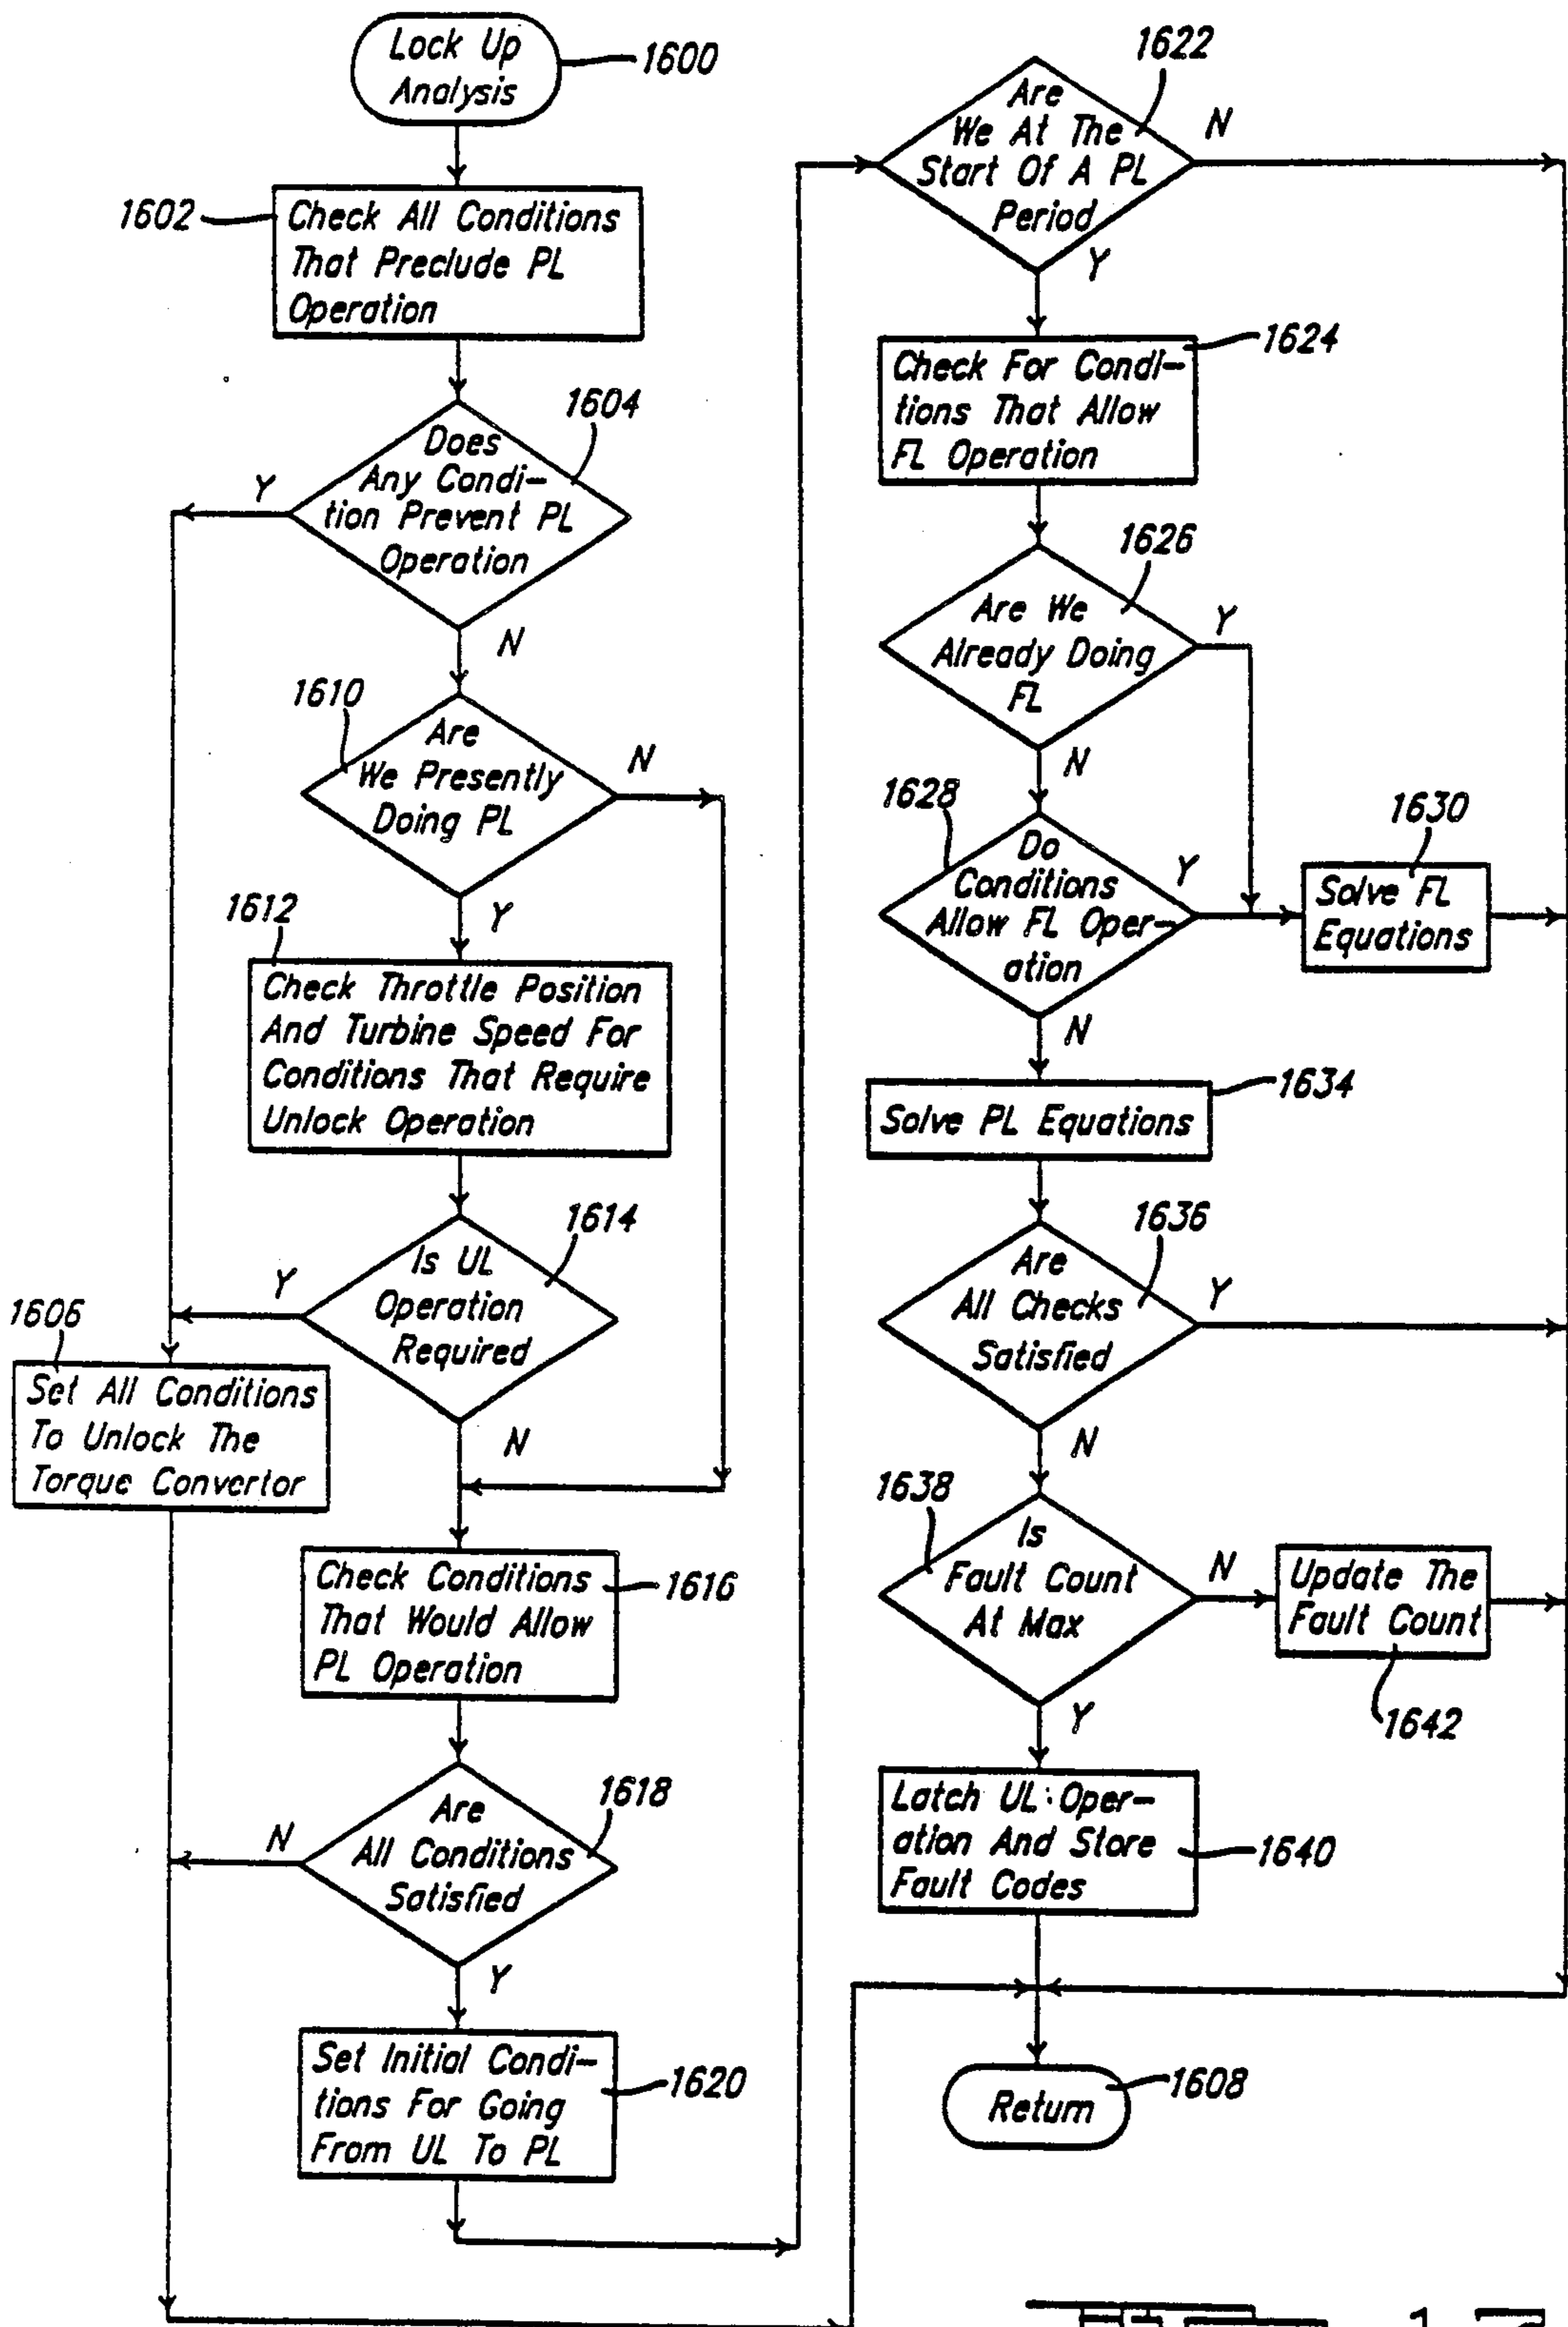 Lock Up
Analysis
1600
1602
Check All Conditions
That Preclude PL
Operation
1604
Does
Any Condi-
tion Prevent PL
Operation
Y
N
1610
Are
We Presently
Doing PL
N
Y
1612
Check Throttle Position
And Turbine Speed For
Conditions That Require
Unlock Operation
1614
Is UL
Operation
Required
Y
N
1606
Set All Conditions
To Unlock The
Torque Convertor
Check Conditions
That Would Allow
PL Operation
1616
1618
Are
All Conditions
Satisfied
N
Y
Set Initial Condi-
tions For Going
From UL To PL
1620
1622
Are
We At The
Start Of A PL
Period
N
Y
1624
Check For Condi-
tions That Allow
FL Operation
1626
Are We
Already Doing
FL
Y
N
1628
Do
Conditions
Allow FL Oper-
ation
Y
N
1630
Solve FL
Equations
1634
Solve PL Equations
1636
Are
All Checks
Satisfied
Y
N
1638
Is
Fault Count
At Max
N
Y
Update The
Fault Count
1642
Latch UL Oper-
ation And Store
Fault Codes
1640
Return
1608